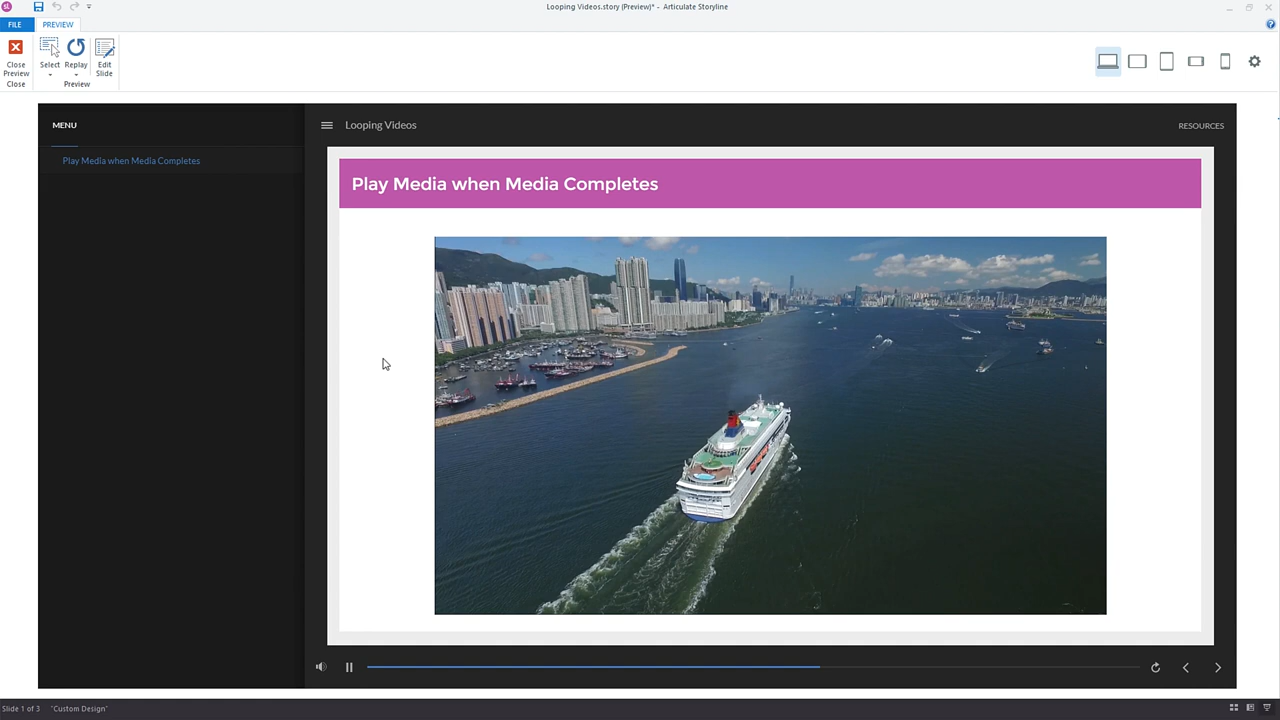 Looping Videos.story (Preview)* - Articulate Storyline
FILE
PREVIEW
Close Preview
Select
Replay
Edit Slide
Close
Preview
MENU
Looping Videos
RESOURCES
Play Media when Media Completes
Play Media when Media Completes
Slide 1 of 3
"Custom Design"